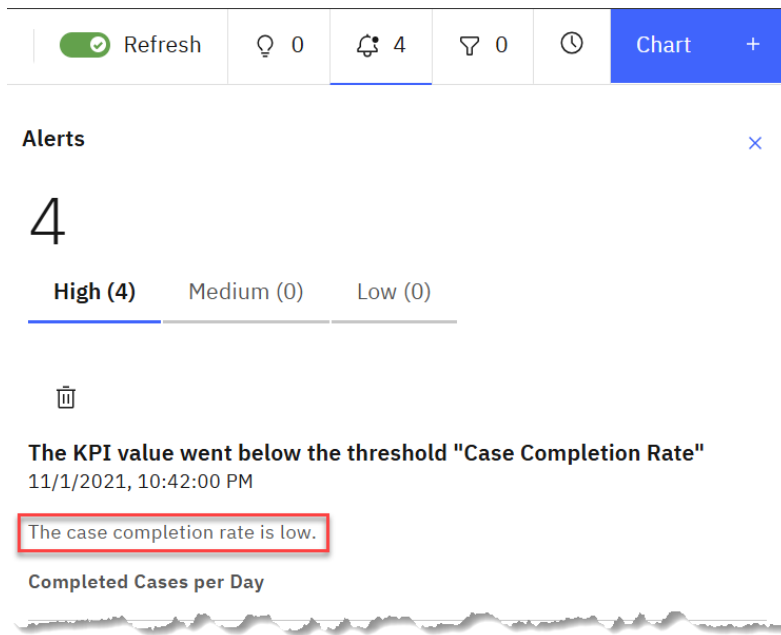 Refresh 0 4 0 Chart +
Alerts
4
High (4) Medium (0) Low (0)
The KPI value went below the threshold "Case Completion Rate"
11/1/2021, 10:42:00 PM
The case completion rate is low.
Completed Cases per Day